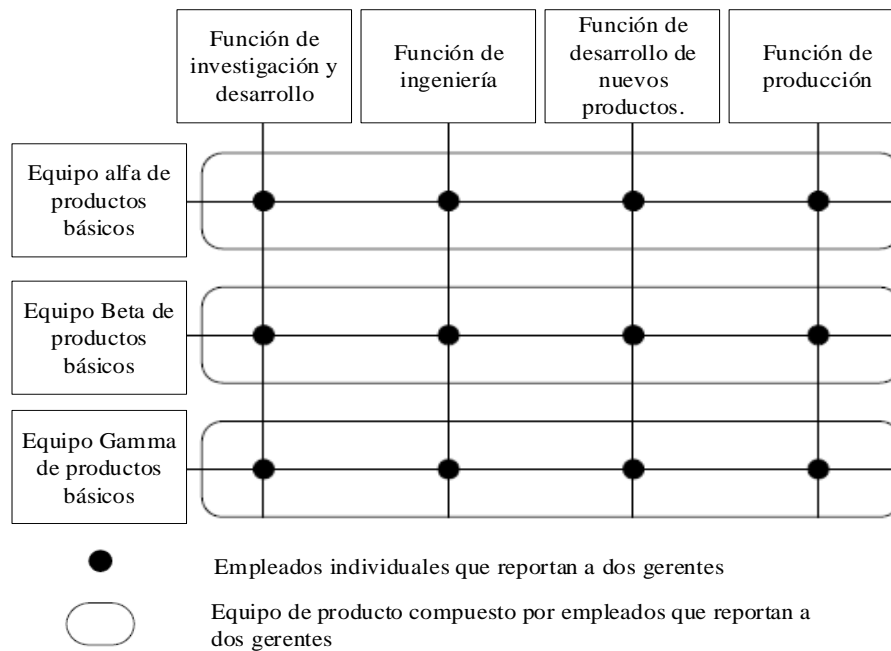 Función de
investigación y
desarrollo
Función de
ingeniería
Función de
desarrollo de
nuevos
productos.
Función de
producción
Equipo alfa de
productos
básicos
Equipo Beta de
productos
básicos
Equipo Gamma
de productos
básicos
Empleados individuales que reportan a dos gerentes
Equipo de producto compuesto por empleados que reportan a
dos gerentes